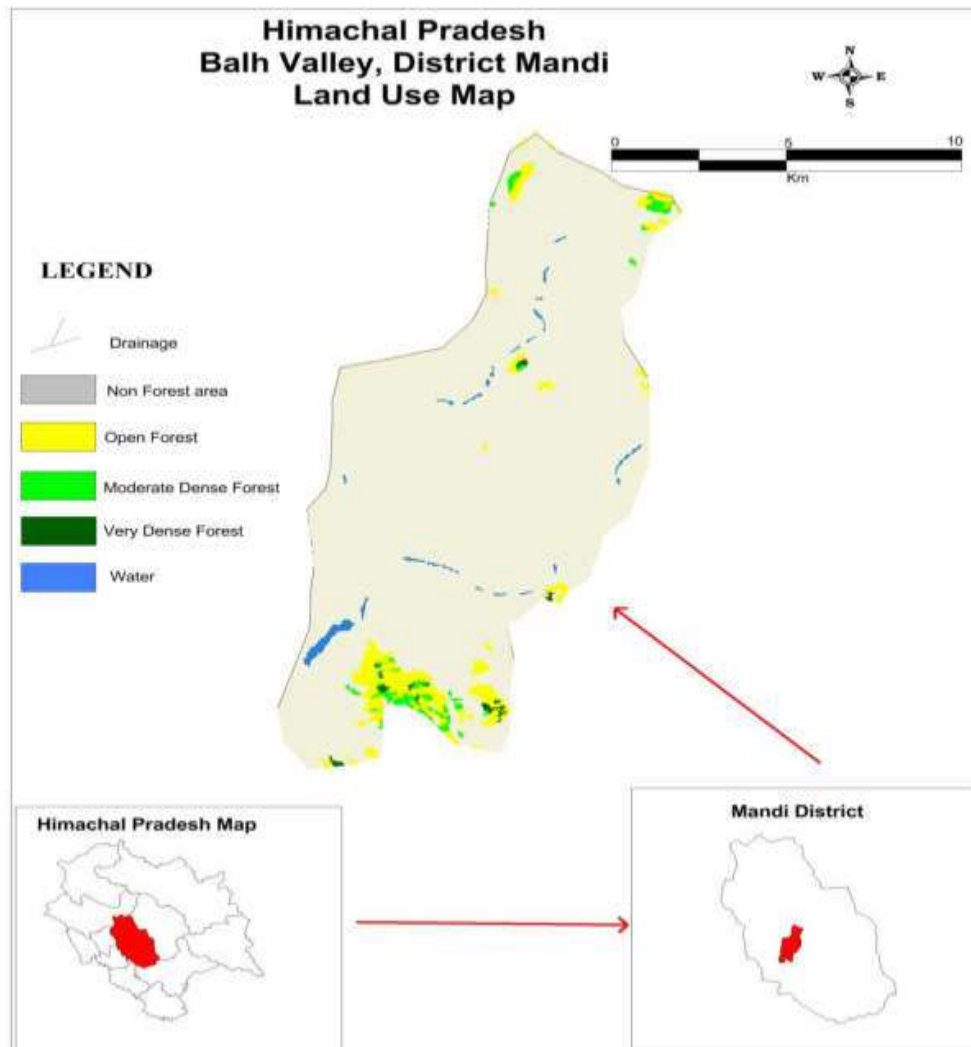 Himachal Pradesh
Balh Valley, District Mandi
Land Use Map
N
W E
S
0 5 10
Km
LEGEND
Drainage
Non Forest area
Open Forest
Moderate Dense Forest
Very Dense Forest
Water
Himachal Pradesh Map
Mandi District